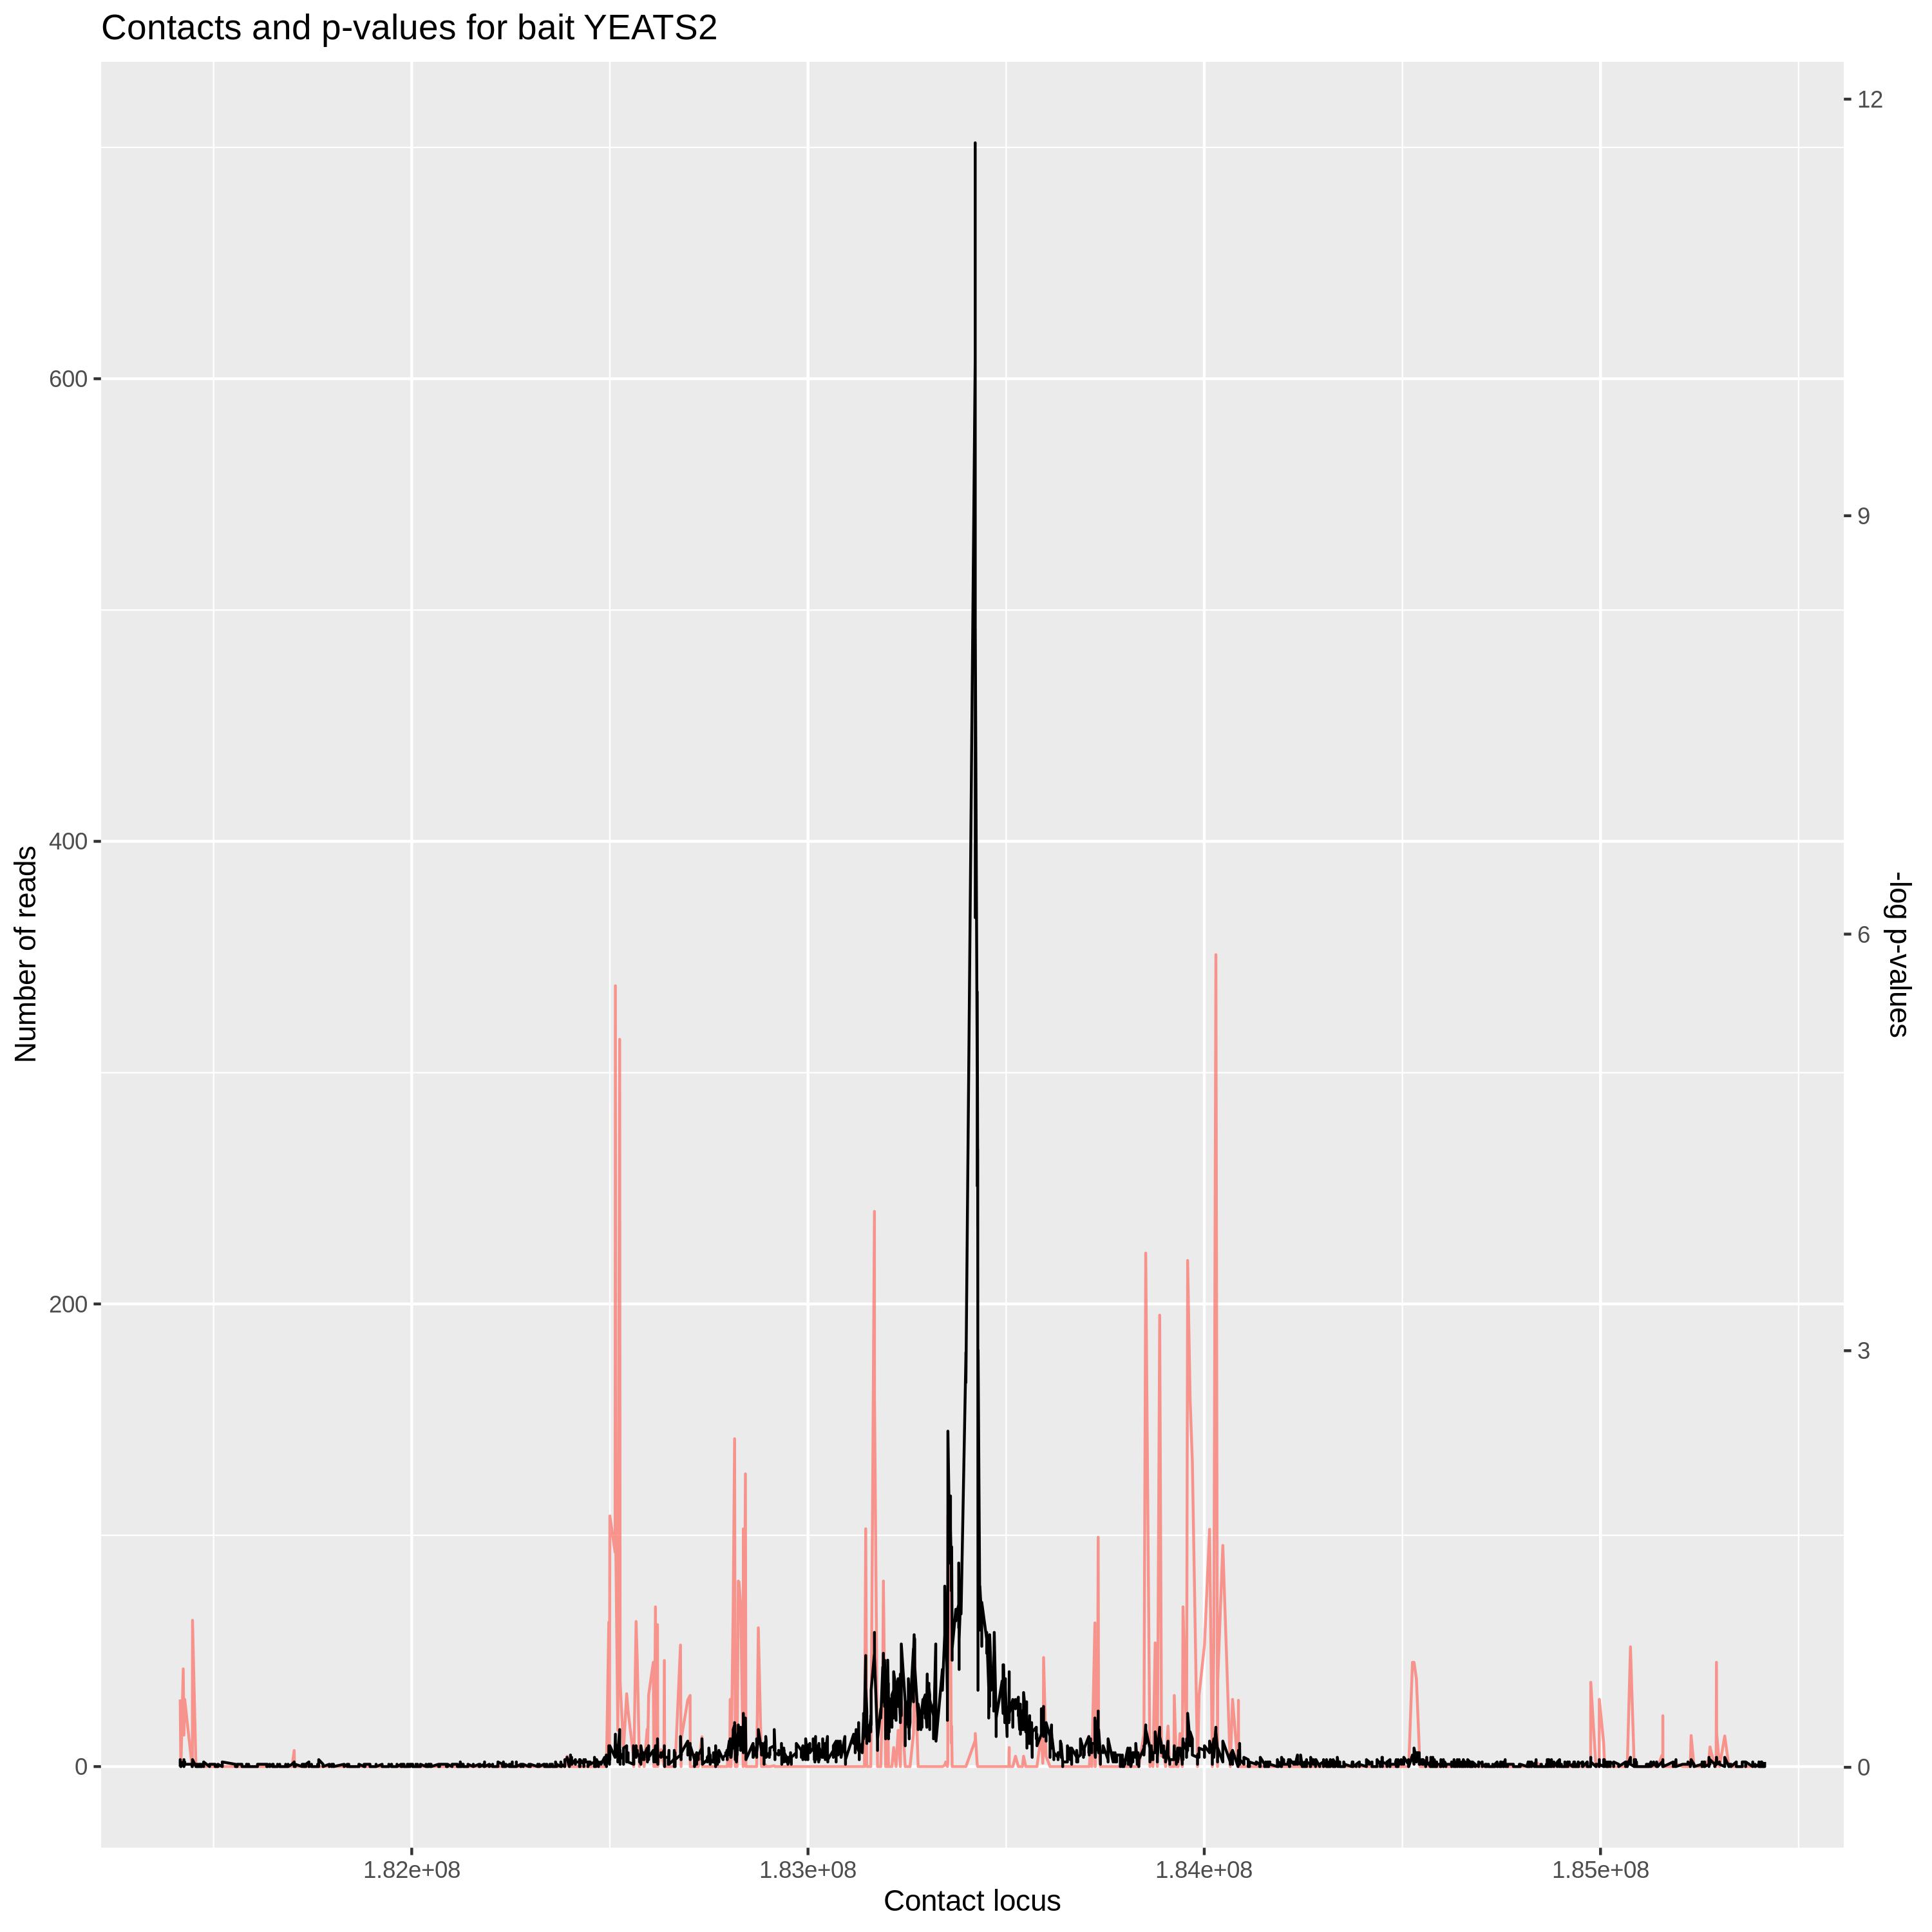 Contacts and p-values for bait YEATS2
12
9
6
3
0
600
400
200
0
Number of reads
-log p-values
1.82e+08 1.83e+08 1.84e+08 1.85e+08
Contact locus